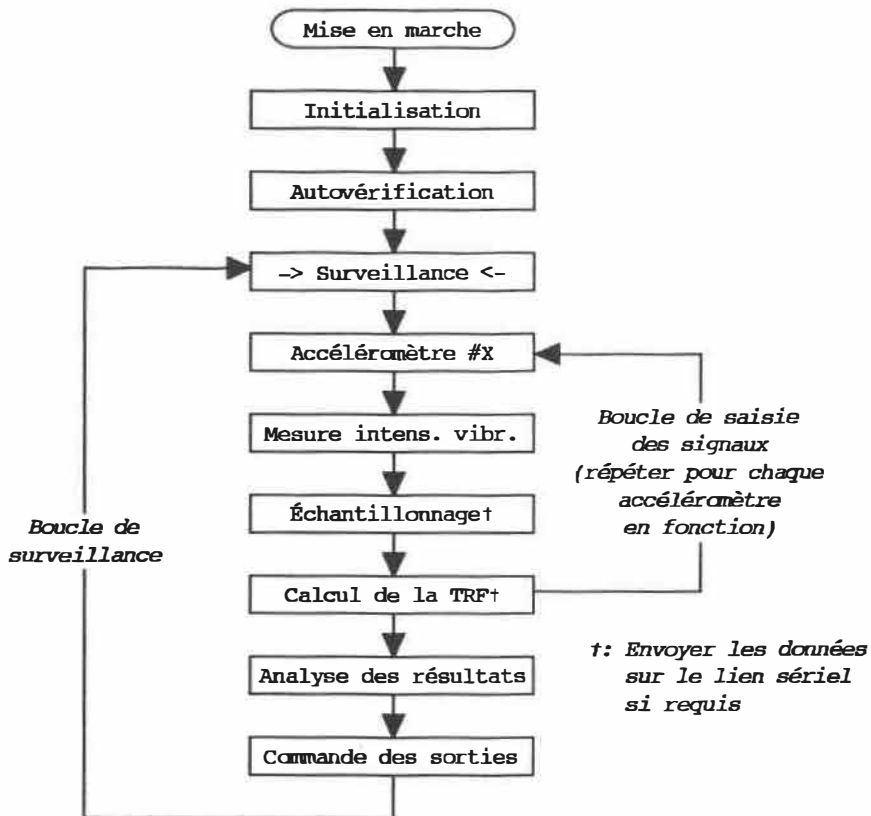 Mise en marche
Initialisation
Autovérification
-> Surveillance <-
Accéléromètre #X
Mesure intens. vibr.
Échantillonnage†
Calcul de la TRF†
Analyse des résultats
Commande des sorties
Boucle de
surveillance
Boucle de saisie
des signaux
(répéter pour chaque
accéléromètre
en fonction)
†: Envoyer les données
sur le lien sériel
si requis